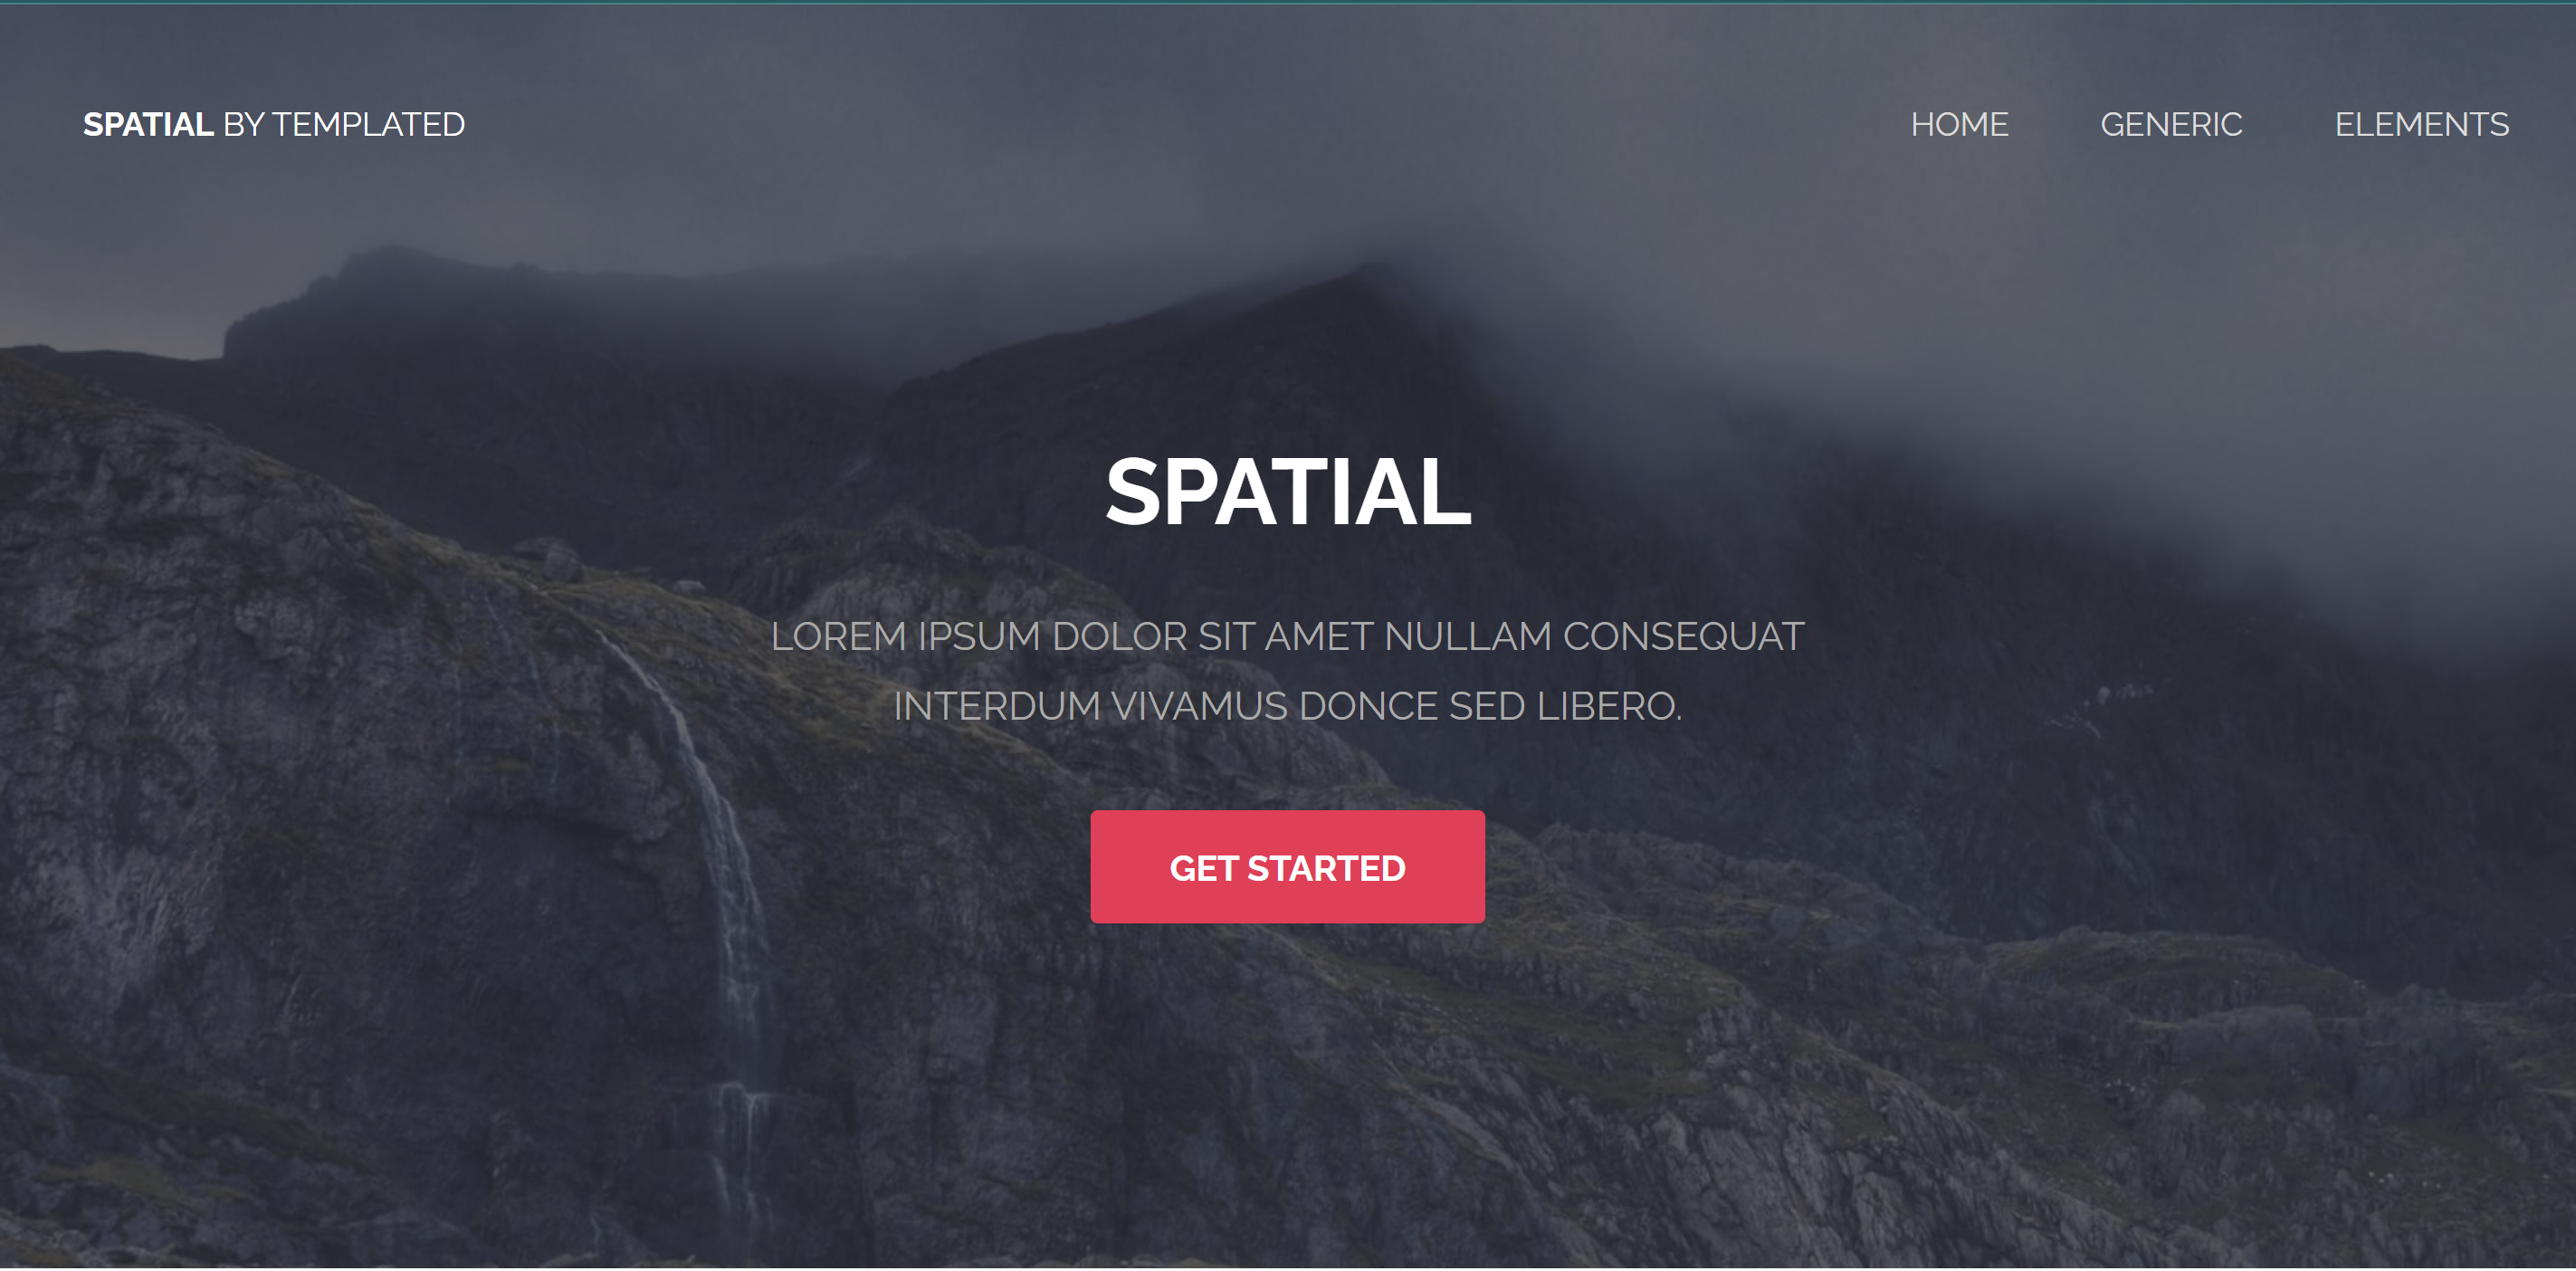 SPATIAL BY TEMPLATED
HOME GENERIC ELEMENTS
SPATIAL
LOREM IPSUM DOLOR SIT AMET NULLAM CONSEQUAT
INTERDUM VIVAMUS DONCE SED LIBERO.
GET STARTED